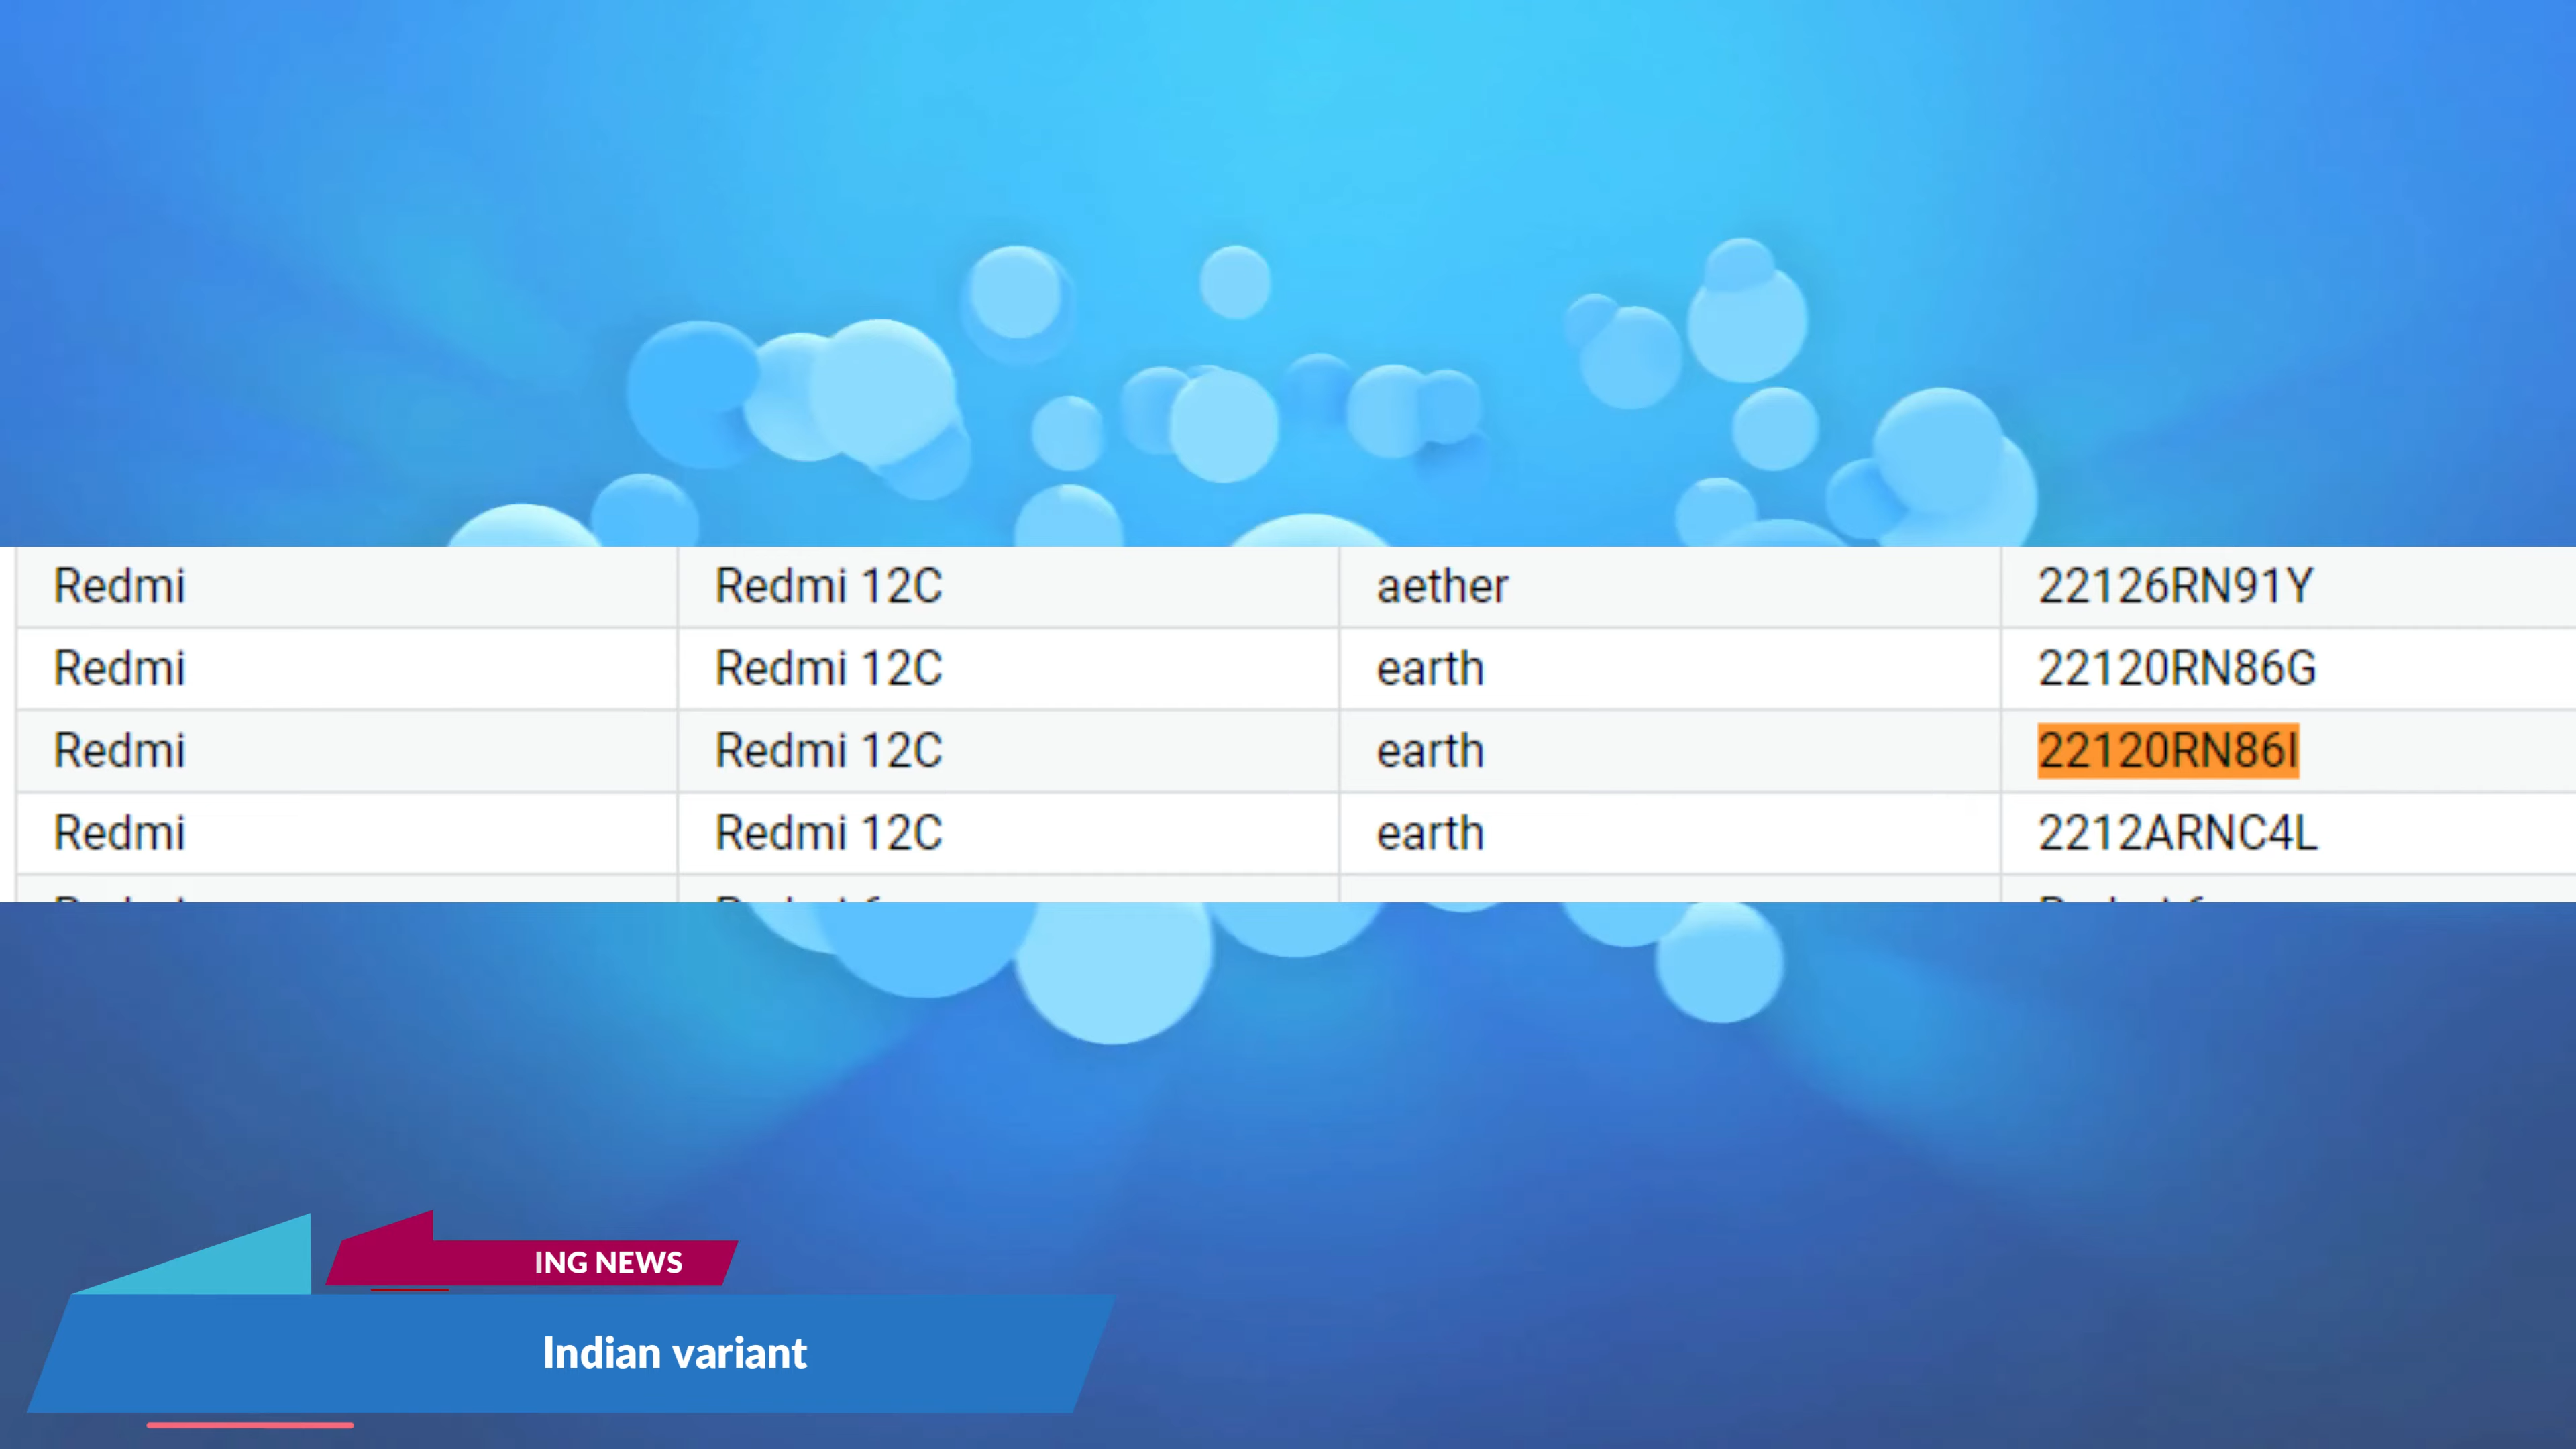 Redmi Redmi 12C aether 22126RN91Y
Redmi Redmi 12C earth 22120RN86G
Redmi Redmi 12C earth 22120RN86I
Redmi Redmi 12C earth 2212ARNC4L
ING NEWS
Indian variant